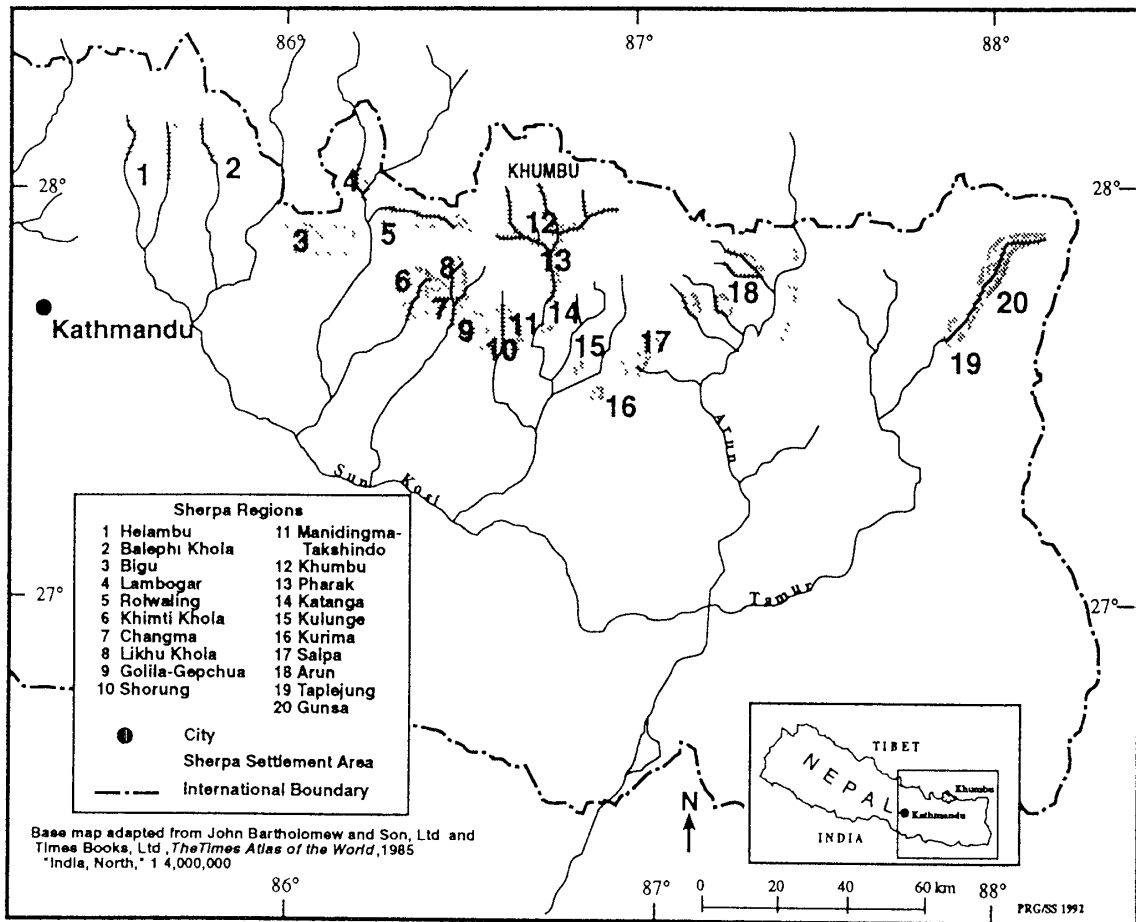 86°
87°
88°
28°
28°
KHUMBU
1
2
3
4
5
6
7
8
9
10
11
12
13
14
15
16
17
18
19
20
Kathmandu
Sun Kosi
Arun
Tamur
27°
27°
Sherpa Regions
1 Helambu
2 Balephi Khola
3 Bigu
4 Lambogar
5 Rolwaling
6 Khimti Khola
7 Changma
8 Likhu Khola
9 Golila-Gepchua
10 Shorung
11 Manidingma-
Takshindo
12 Khumbu
13 Pharak
14 Katanga
15 Kulunge
16 Kurima
17 Salpa
18 Arun
19 Taplejung
20 Gunsa
City
Sherpa Settlement Area
International Boundary
Base map adapted from John Bartholomew and Son, Ltd and
Times Books, Ltd, TheTimes Atlas of the World, 1985
"India, North," 1 4,000,000
N
TIBET
NEPAL
Khumbu
Kathmandu
INDIA
0 20 40 60 km
86°
87°
88°
PRG/SS 1992